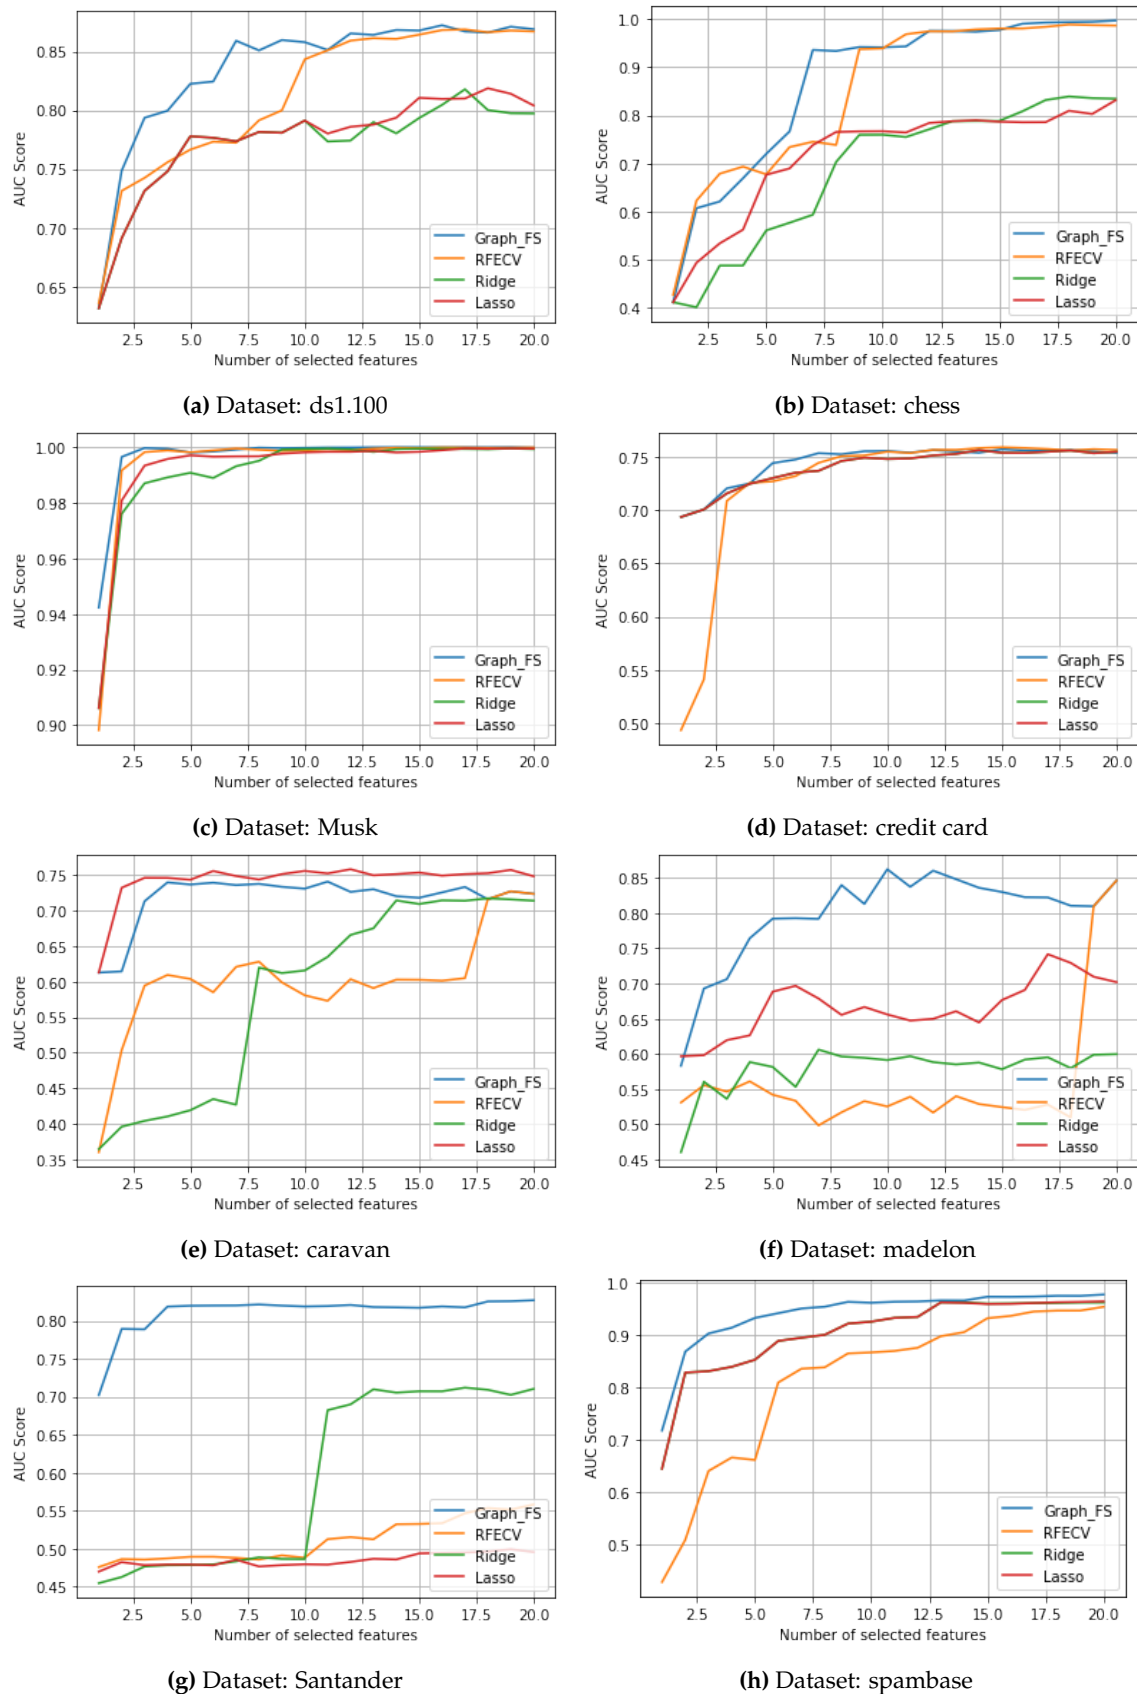 AUC Score
0.85
0.80
0.75
0.70
0.65
Graph_FS
RFECV
Ridge
Lasso
2.5 5.0 7.5 10.0 12.5 15.0 17.5 20.0
Number of selected features
(a) Dataset: ds1.100
AUC Score
1.0
0.9
0.8
0.7
0.6
0.5
0.4
Graph_FS
RFECV
Ridge
Lasso
2.5 5.0 7.5 10.0 12.5 15.0 17.5 20.0
Number of selected features
(b) Dataset: chess
AUC Score
1.00
0.98
0.96
0.94
0.92
0.90
Graph_FS
RFECV
Ridge
Lasso
2.5 5.0 7.5 10.0 12.5 15.0 17.5 20.0
Number of selected features
(c) Dataset: Musk
AUC Score
0.75
0.70
0.65
0.60
0.55
0.50
Graph_FS
RFECV
Ridge
Lasso
2.5 5.0 7.5 10.0 12.5 15.0 17.5 20.0
Number of selected features
(d) Dataset: credit card
AUC Score
0.75
0.70
0.65
0.60
0.55
0.50
0.45
0.40
0.35
Graph_FS
RFECV
Ridge
Lasso
2.5 5.0 7.5 10.0 12.5 15.0 17.5 20.0
Number of selected features
(e) Dataset: caravan
AUC Score
0.85
0.80
0.75
0.70
0.65
0.60
0.55
0.50
0.45
Graph_FS
RFECV
Ridge
Lasso
2.5 5.0 7.5 10.0 12.5 15.0 17.5 20.0
Number of selected features
(f) Dataset: madelon
AUC Score
0.80
0.75
0.70
0.65
0.60
0.55
0.50
0.45
Graph_FS
RFECV
Ridge
Lasso
2.5 5.0 7.5 10.0 12.5 15.0 17.5 20.0
Number of selected features
(g) Dataset: Santander
AUC Score
1.0
0.9
0.8
0.7
0.6
0.5
Graph_FS
RFECV
Ridge
Lasso
2.5 5.0 7.5 10.0 12.5 15.0 17.5 20.0
Number of selected features
(h) Dataset: spambase